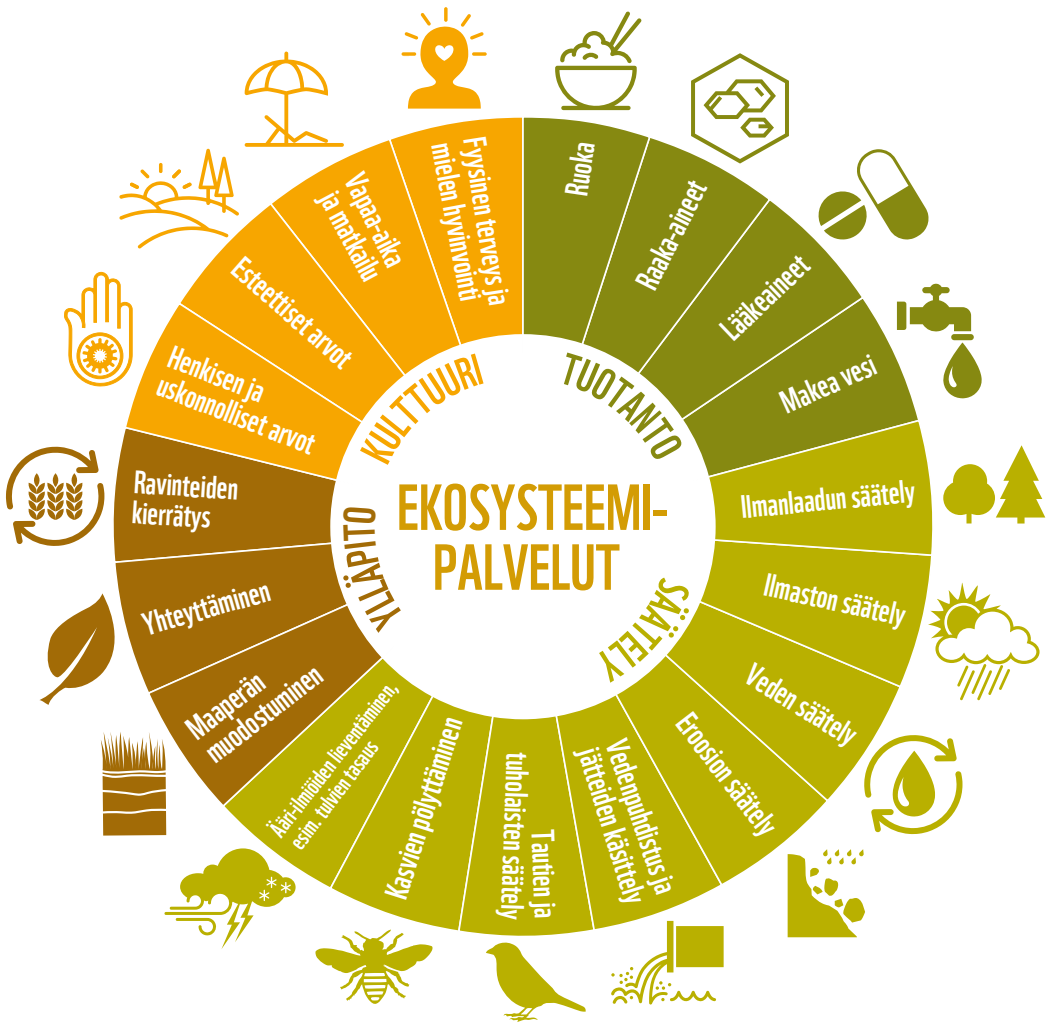 EKOSYSTEEMI-
PALVELUT
TUOTANTO
Ruoka
Raaka-aineet
Lääkeaineet
Makea vesi
SÄÄTELY
Ilmanlaadun säätely
Ilmaston säätely
Veden säätely
Eroosion säätely
Vedenpuhdistus ja
jätteiden käsittely
Tautien ja
tuholaisten säätely
Kasvien pölyttäminen
Ääri-ilmiöiden lieventäminen,
esim. tulvien tasaus
YLLÄPITO
Maaperän
muodostuminen
Yhteyttäminen
Ravinteiden
kierrätys
KULTTUURI
Henkisen ja
uskonnolliset arvot
Esteettiset arvot
Vapaa-aika
ja matkailu
Fyysinen terveys ja
mielen hyvinvointi